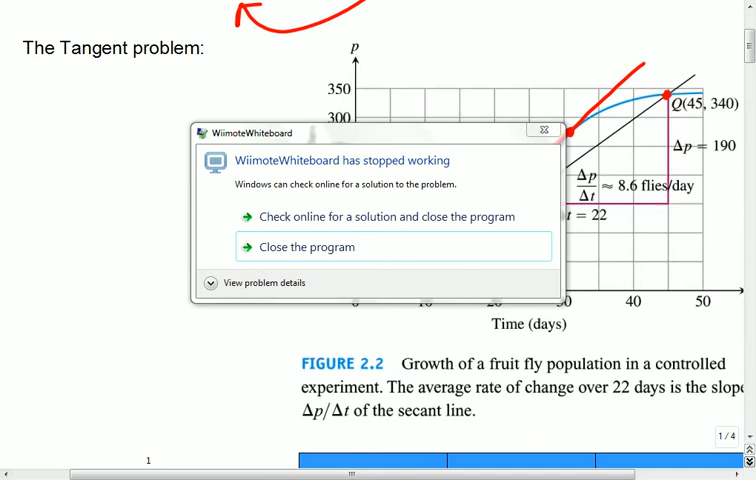 The Tangent problem:
p
350
300
Q(45, 340)
Δp = 190
Δp/Δt ≈ 8.6 flies/day
t = 22
WiimoteWhiteboard
WiimoteWhiteboard has stopped working
Windows can check online for a solution to the problem.
Check online for a solution and close the program
Close the program
View problem details
40
50
Time (days)
FIGURE 2.2 Growth of a fruit fly population in a controlled
experiment. The average rate of change over 22 days is the slope
Δp/Δt of the secant line.
1 / 4
1